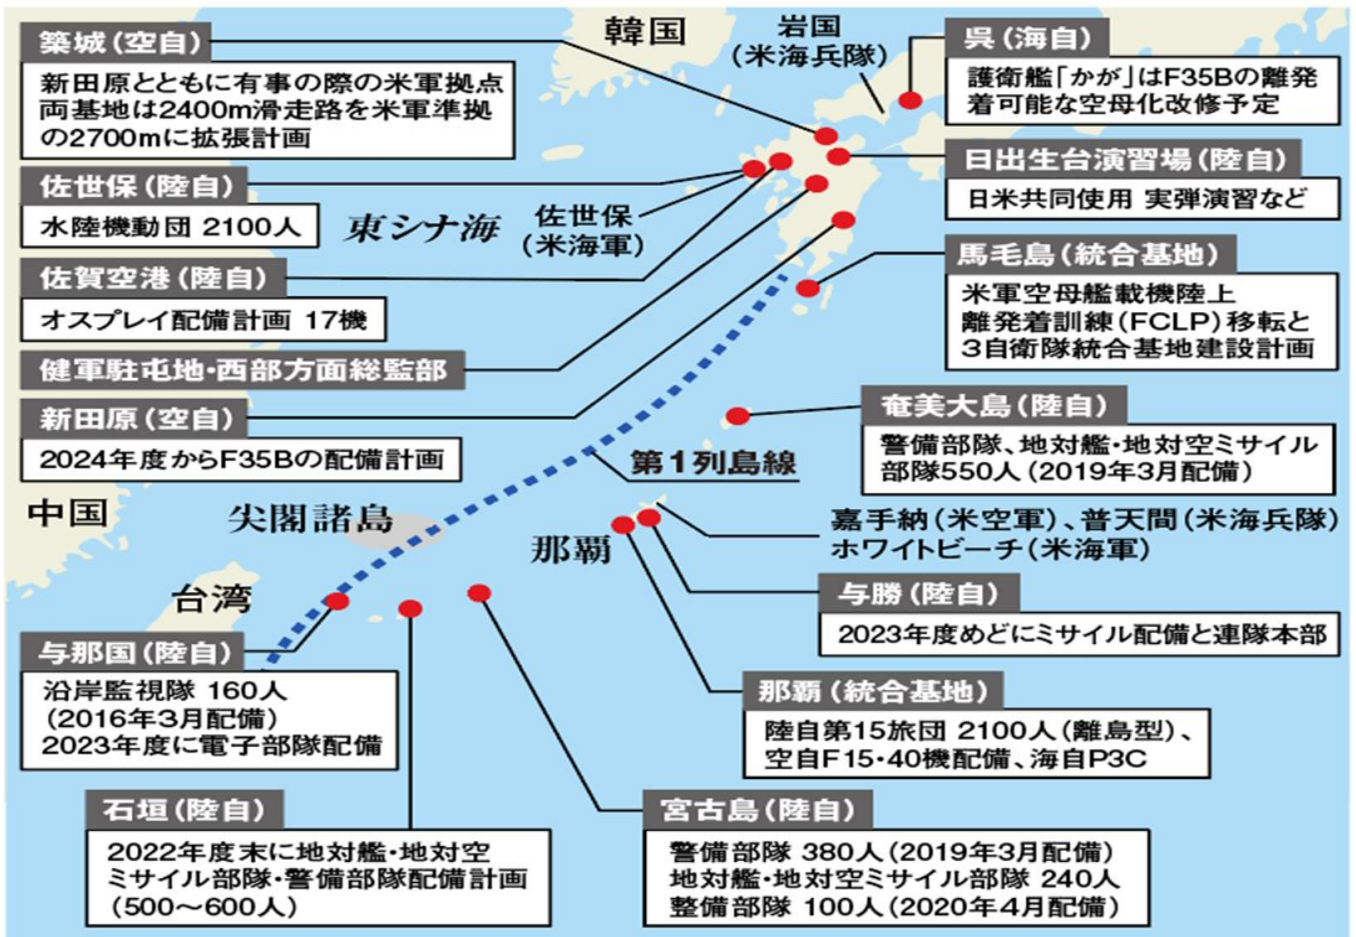 築城(空自)
新田原とともに有事の際の米軍拠点
両基地は2400m滑走路を米軍準拠
の2700mに拡張計画
佐世保(陸自)
水陸機動団 2100人
佐賀空港(陸自)
オスプレイ配備計画 17機
健軍駐屯地・西部方面総監部
新田原(空自)
2024年度からF35Bの配備計画
韓国
岩国
(米海兵隊)
呉(海自)
護衛艦「かが」はF35Bの離発
着可能な空母化改修予定
日出生台演習場(陸自)
日米共同使用 実弾演習など
東シナ海
佐世保
(米海軍)
馬毛島(統合基地)
米軍空母艦載機陸上
離発着訓練(FCLP)移転と
3自衛隊統合基地建設計画
奄美大島(陸自)
警備部隊、地対艦・地対空ミサイル
部隊550人(2019年3月配備)
第1列島線
中国
尖閣諸島
那覇
嘉手納(米空軍)、普天間(米海兵隊)
ホワイトビーチ(米海軍)
台湾
与勝(陸自)
2023年度めどにミサイル配備と連隊本部
与那国(陸自)
沿岸監視隊 160人
(2016年3月配備)
2023年度に電子部隊配備
那覇(統合基地)
陸自第15旅団 2100人(離島型)、
空自F15・40機配備、海自P3C
石垣(陸自)
2022年度末に地対艦・地対空
ミサイル部隊・警備部隊配備計画
(500〜600人)
宮古島(陸自)
警備部隊 380人(2019年3月配備)
地対艦・地対空ミサイル部隊 240人
整備部隊 100人(2020年4月配備)